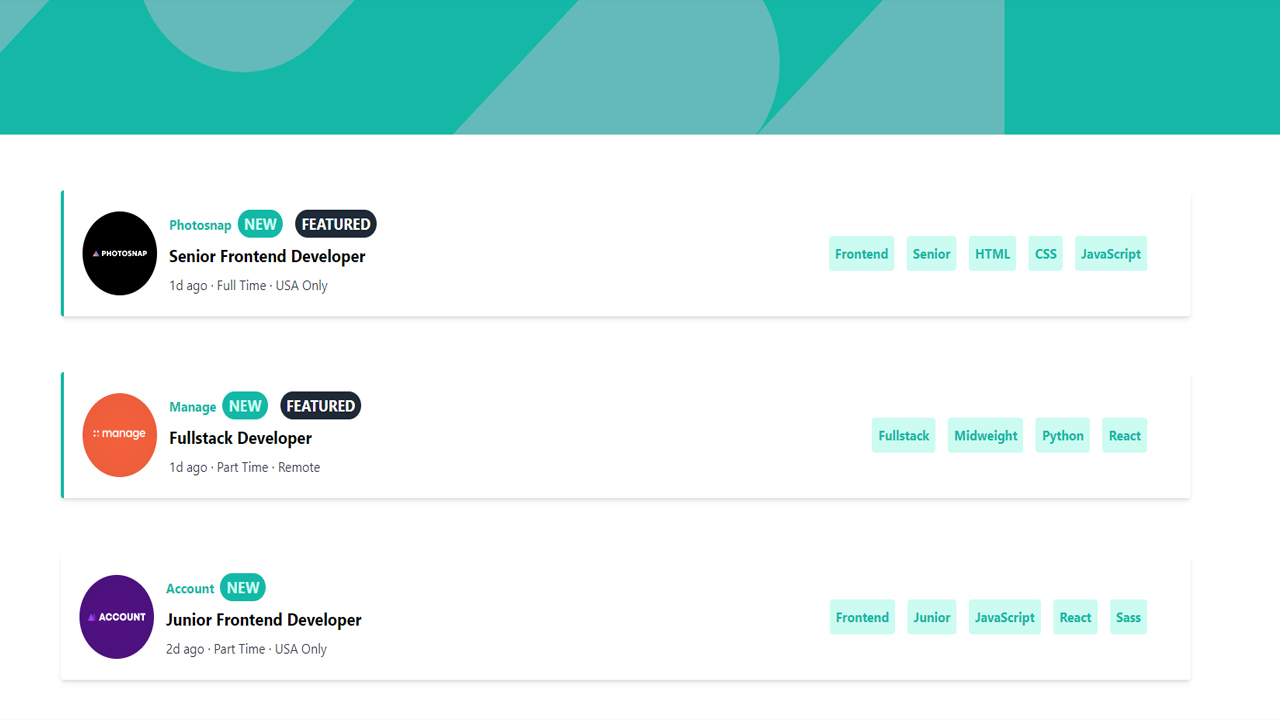 PHOTOSNAP
Photosnap NEW FEATURED
Senior Frontend Developer
1d ago · Full Time · USA Only
Frontend Senior HTML CSS JavaScript
manage
Manage NEW FEATURED
Fullstack Developer
1d ago · Part Time · Remote
Fullstack Midweight Python React
ACCOUNT
Account NEW
Junior Frontend Developer
2d ago · Part Time · USA Only
Frontend Junior JavaScript React Sass